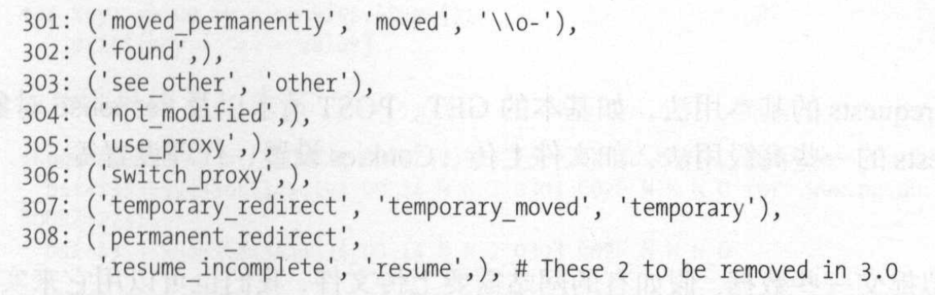 301: ('moved_permanently', 'moved', '\\o-'),
302: ('found',),
303: ('see_other', 'other'),
304: ('not_modified',),
305: ('use_proxy',),
306: ('switch_proxy',),
307: ('temporary_redirect', 'temporary_moved', 'temporary'),
308: ('permanent_redirect',
'resume_incomplete', 'resume',), # These 2 to be removed in 3.0